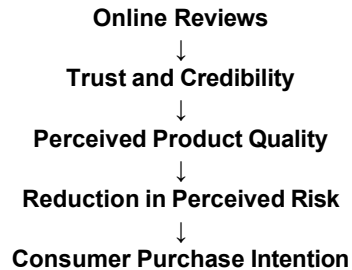 Online Reviews
↓
Trust and Credibility
↓
Perceived Product Quality
↓
Reduction in Perceived Risk
↓
Consumer Purchase Intention